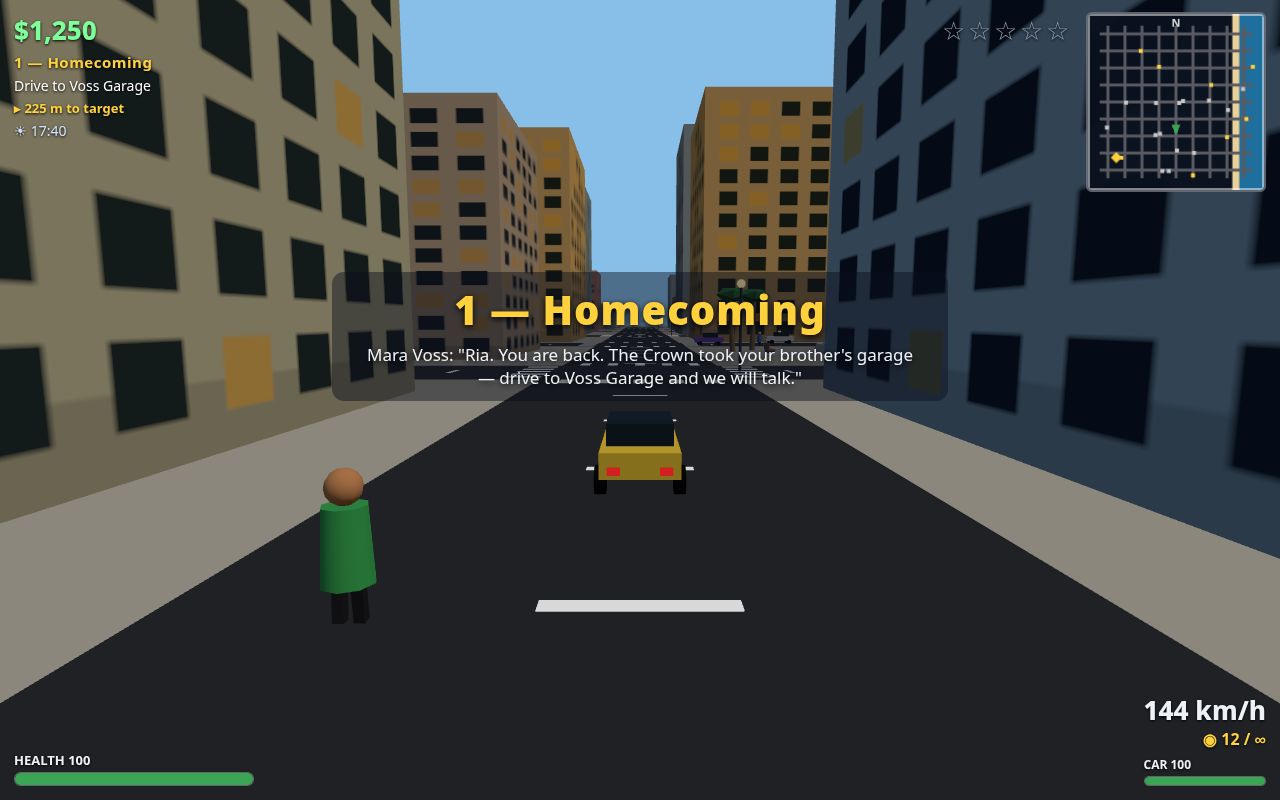 $1,250
1 — Homecoming
Drive to Voss Garage
▸ 225 m to target
☀ 17:40
☆☆☆☆☆
N
1 — Homecoming
Mara Voss: "Ria. You are back. The Crown took your brother's garage
— drive to Voss Garage and we will talk."
144 km/h
◉ 12 / ∞
HEALTH 100
CAR 100